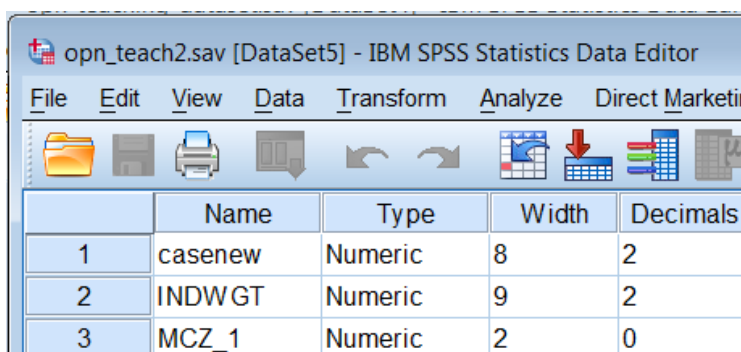 opn_teach2.sav [DataSet5] - IBM SPSS Statistics Data Editor
File Edit View Data Transform Analyze Direct
Name Type Width Decimals
1 casenew Numeric 8 2
2 INDWGT Numeric 9 2
3 MCZ_1 Numeric 2 0